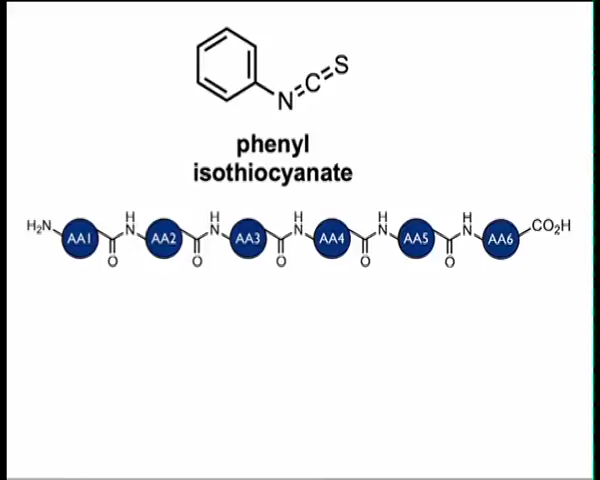 N=C=S
phenyl
isothiocyanate
H₂N AA1 O H N AA2 O H N AA3 O H N AA4 O H N AA5 O H N AA6 CO₂H